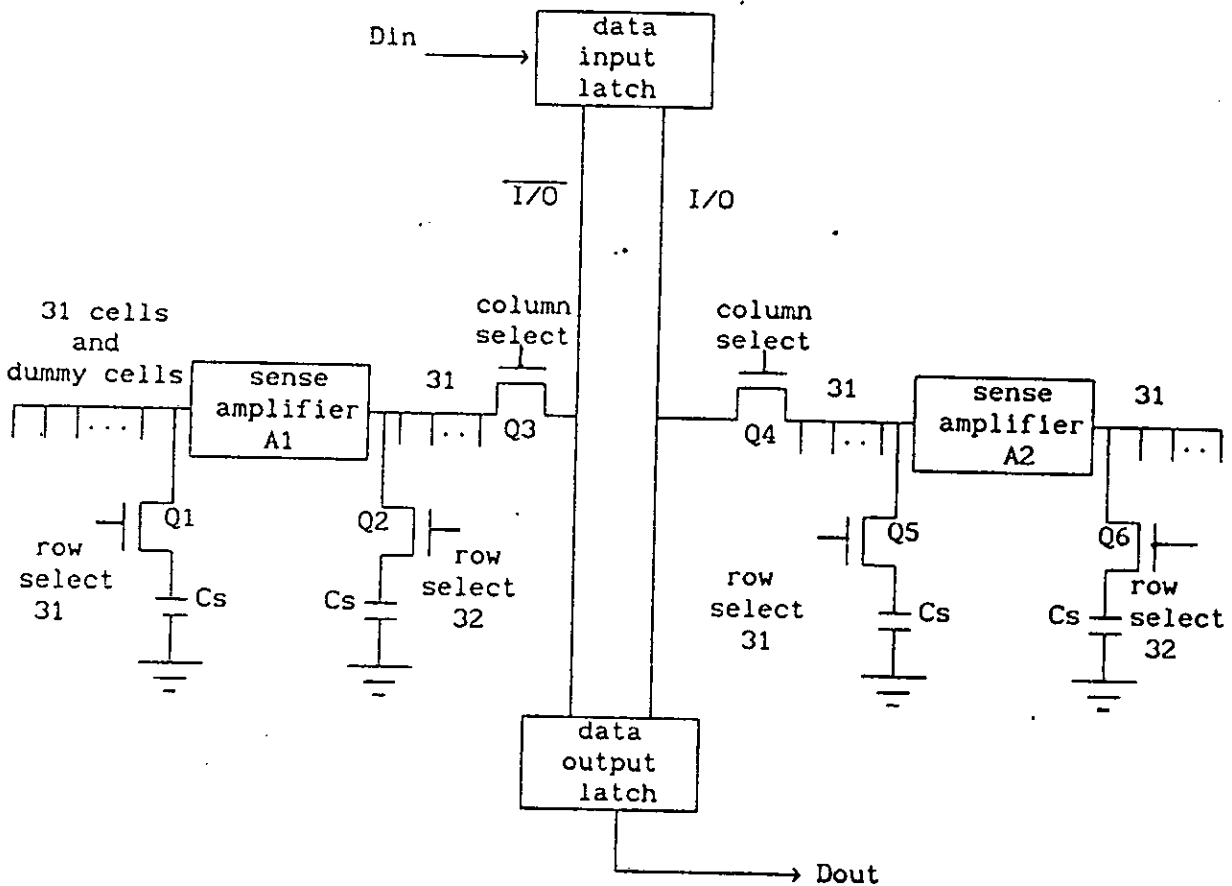 Din
data
input
latch
I/O
I/O
31 cells
and
dummy cells
sense
amplifier
A1
31
column
select
Q3
column
select
Q4
31
sense
amplifier
A2
31
Q1
row
select
31
Cs
Q2
row
select
32
Cs
Q5
row
select
31
Cs
Q6
row
select
32
Cs
data
output
latch
Dout